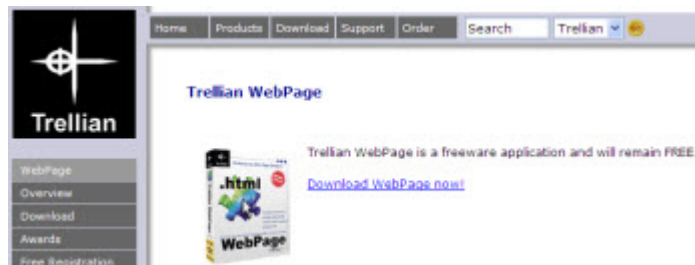 Home Products Download Support Order Search Trellian
Trellian
Trellian WebPage
WebPage
Overview
Download
Awards
Free Registration
Trellian WebPage is a freeware application and will remain FREE
Download WebPage now!
.html
WebPage